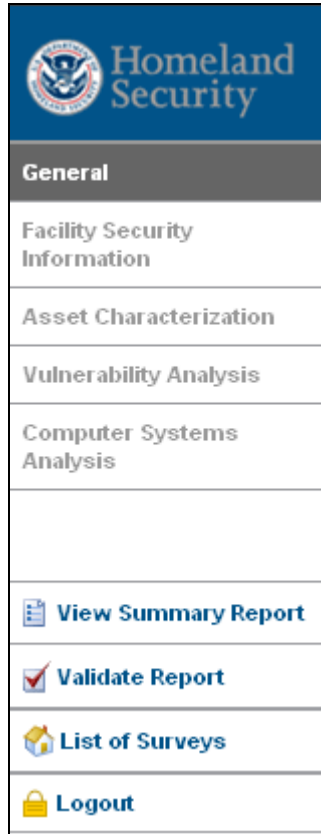 Homeland
Security
General
Facility Security
Information
Asset Characterization
Vulnerability Analysis
Computer Systems
Analysis
View Summary Report
Validate Report
List of Surveys
Logout